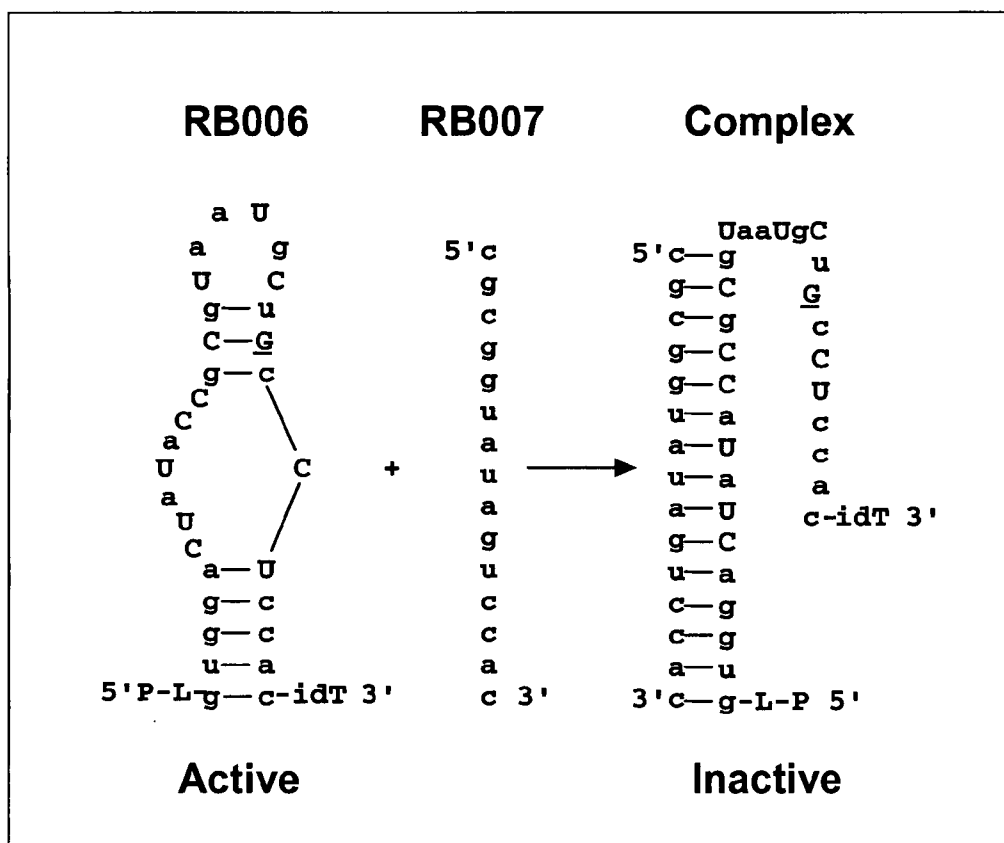 RB006
RB007
Complex
a U
a g
U C
g—u
C—G
g—c
C
C
a
U C
a
U
C
a—U
g—c
g—c
u—a
5'P-L-g—c-idT 3'
+
5'c
g
c
g
g
u
a
u
a
g
u
c
c
a
c 3'
UaaUgC
5'c—g u
g—C G
c—g c
g—C C
g—C U
u—a c
a—U c
u—a a
a—U c-idT 3'
g—C
u—a
c—g
c—g
a—u
3'c—g-L-P 5'
Active
Inactive